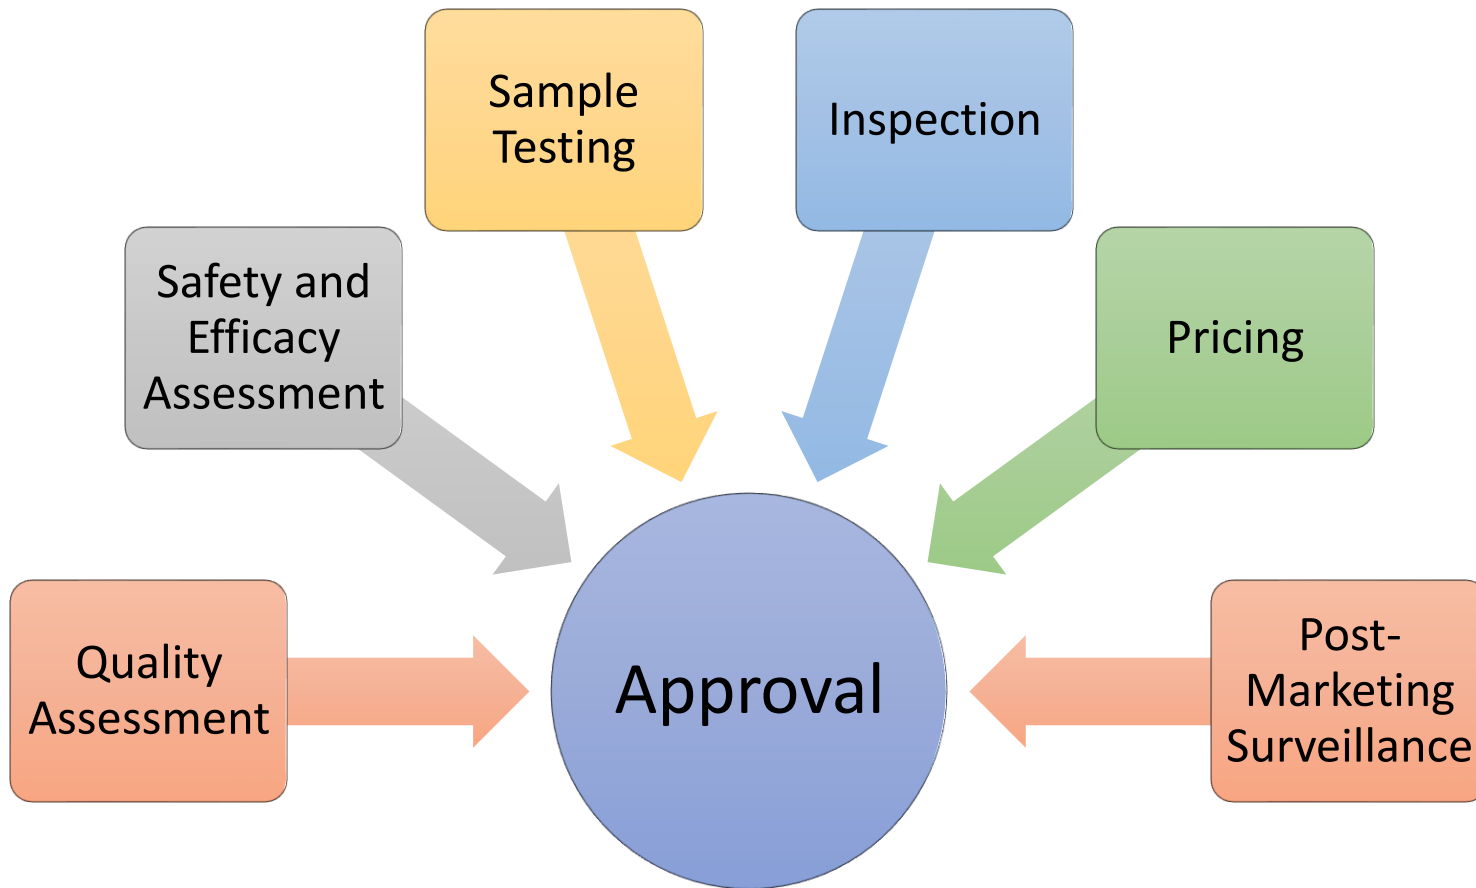 Sample
Testing
Inspection
Safety and
Efficacy
Assessment
Pricing
Quality
Assessment
Approval
Post-
Marketing
Surveillance